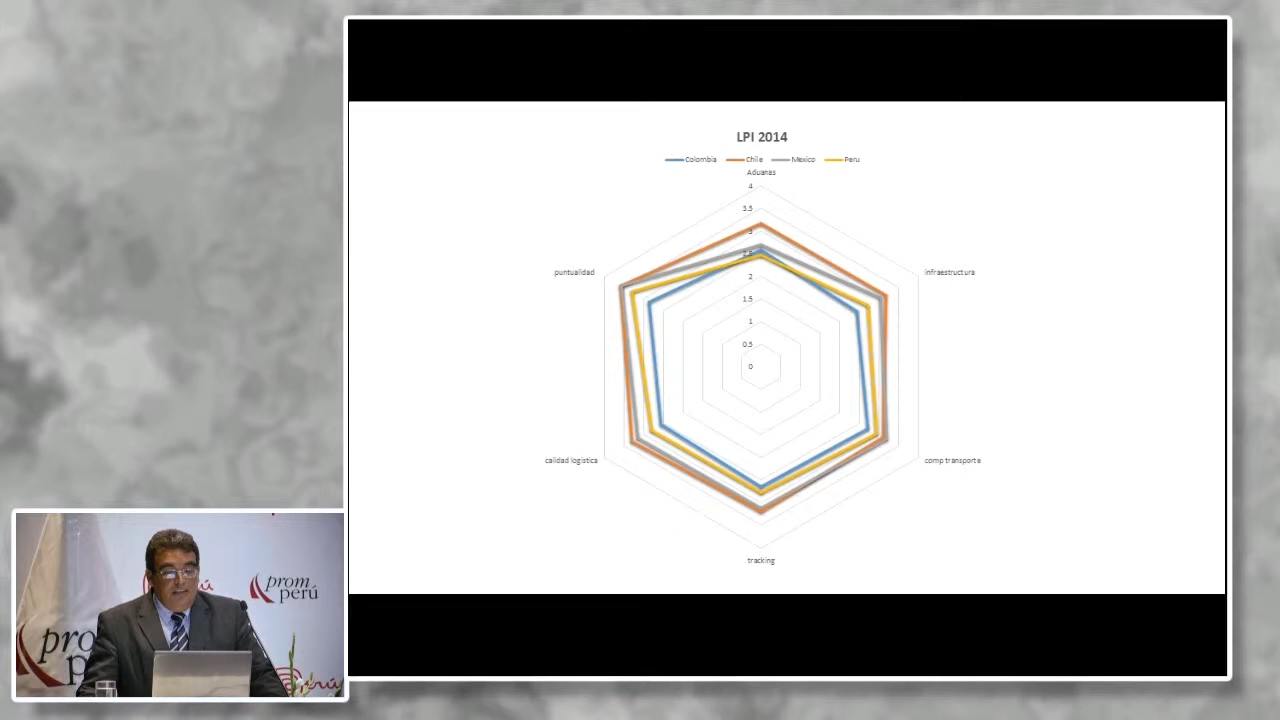 LPI 2014
Colombia Chile Mexico Peru
Aduanas
4
3.5
3
2.5
2
1.5
1
0.5
0
puntualidad
infraestructura
calidad logistica
comp transporte
tracking
prom
perú
pro
p